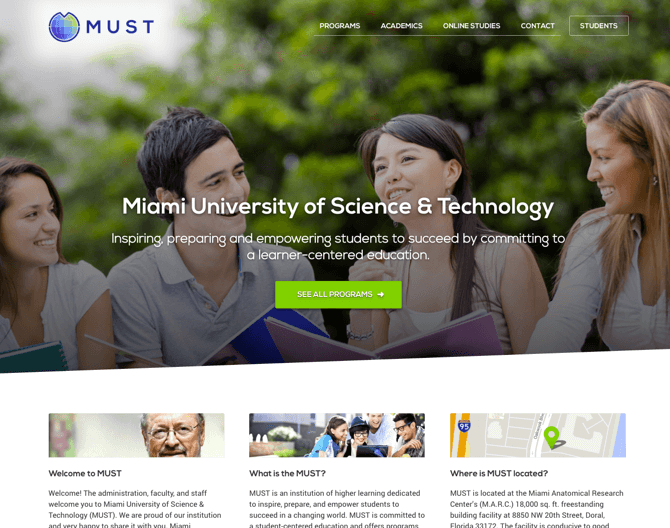 MUST
PROGRAMS
ACADEMICS
ONLINE STUDIES
CONTACT
STUDENTS
Miami University of Science & Technology
Inspiring, preparing and empowering students to succeed by committing to
a learner-centered education.
SEE ALL PROGRAMS
95
Welcome to MUST
Welcome! The administration, faculty, and staff
welcome you to Miami University of Science &
Technology (MUST). We are proud of our institution
and very happy to share it with you. Miami
What is the MUST?
MUST is an institution of higher learning dedicated
to inspire, prepare, and empower students to
succeed in a changing world. MUST is committed to
a student-centered education and offers programs
Where is MUST located?
MUST is located at the Miami Anatomical Research
Center's (M.A.R.C.) 18,000 sq. ft. freestanding
building facility at 8850 NW 20th Street, Doral,
Florida 33172. The facility is conducive to good